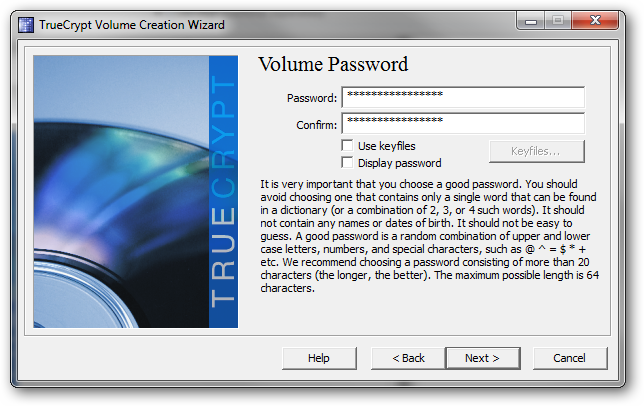 TrueCrypt Volume Creation Wizard
TRUECRYPT
Volume Password
Password: ****************
Confirm: ****************
Use keyfiles
Keyfiles...
Display password
It is very important that you choose a good password. You should
avoid choosing one that contains only a single word that can be found
in a dictionary (or a combination of 2, 3, or 4 such words). It should
not contain any names or dates of birth. It should not be easy to
guess. A good password is a random combination of upper and lower
case letters, numbers, and special characters, such as @ ^ = $ * +
etc. We recommend choosing a password consisting of more than 20
characters (the longer, the better). The maximum possible length is 64
characters.
Help
< Back
Next >
Cancel